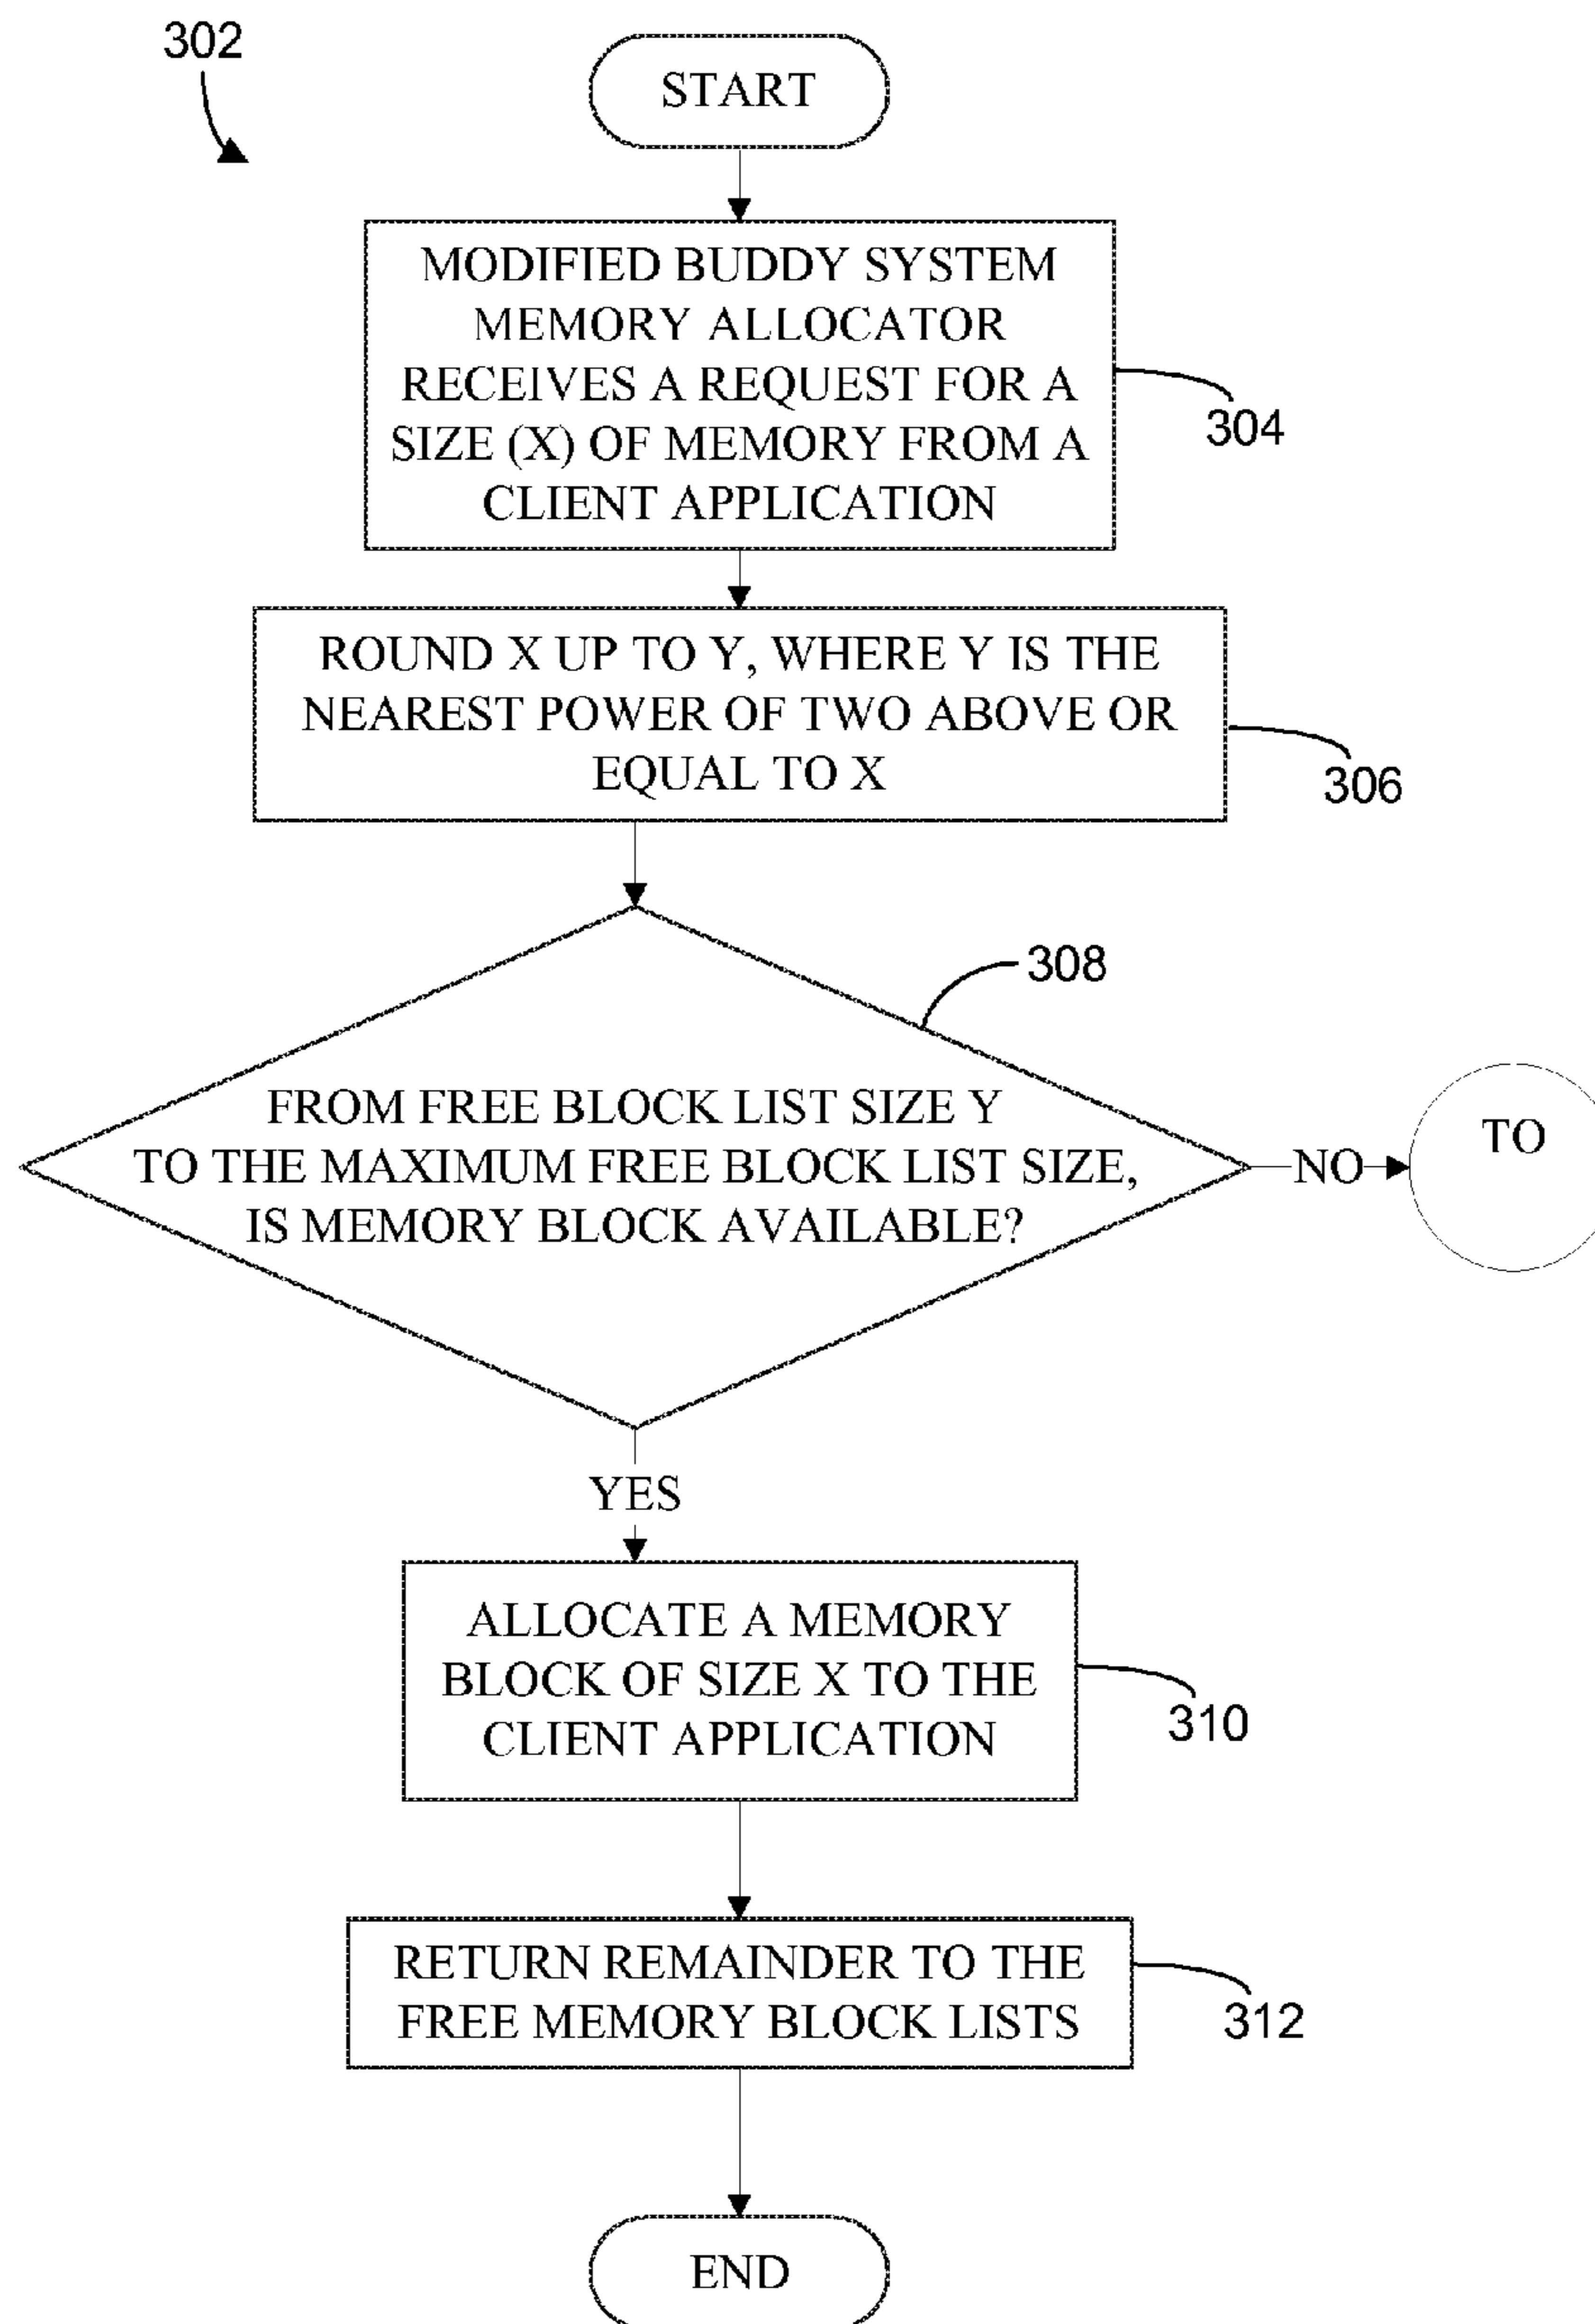 302
START
MODIFIED BUDDY SYSTEM
MEMORY ALLOCATOR
RECEIVES A REQUEST FOR A
SIZE (X) OF MEMORY FROM A
CLIENT APPLICATION
304
ROUND X UP TO Y, WHERE Y IS THE
NEAREST POWER OF TWO ABOVE OR
EQUAL TO X
306
308
FROM FREE BLOCK LIST SIZE Y
TO THE MAXIMUM FREE BLOCK LIST SIZE,
IS MEMORY BLOCK AVAILABLE?
NO
TO
YES
ALLOCATE A MEMORY
BLOCK OF SIZE X TO THE
CLIENT APPLICATION
310
RETURN REMAINDER TO THE
FREE MEMORY BLOCK LISTS
312
END